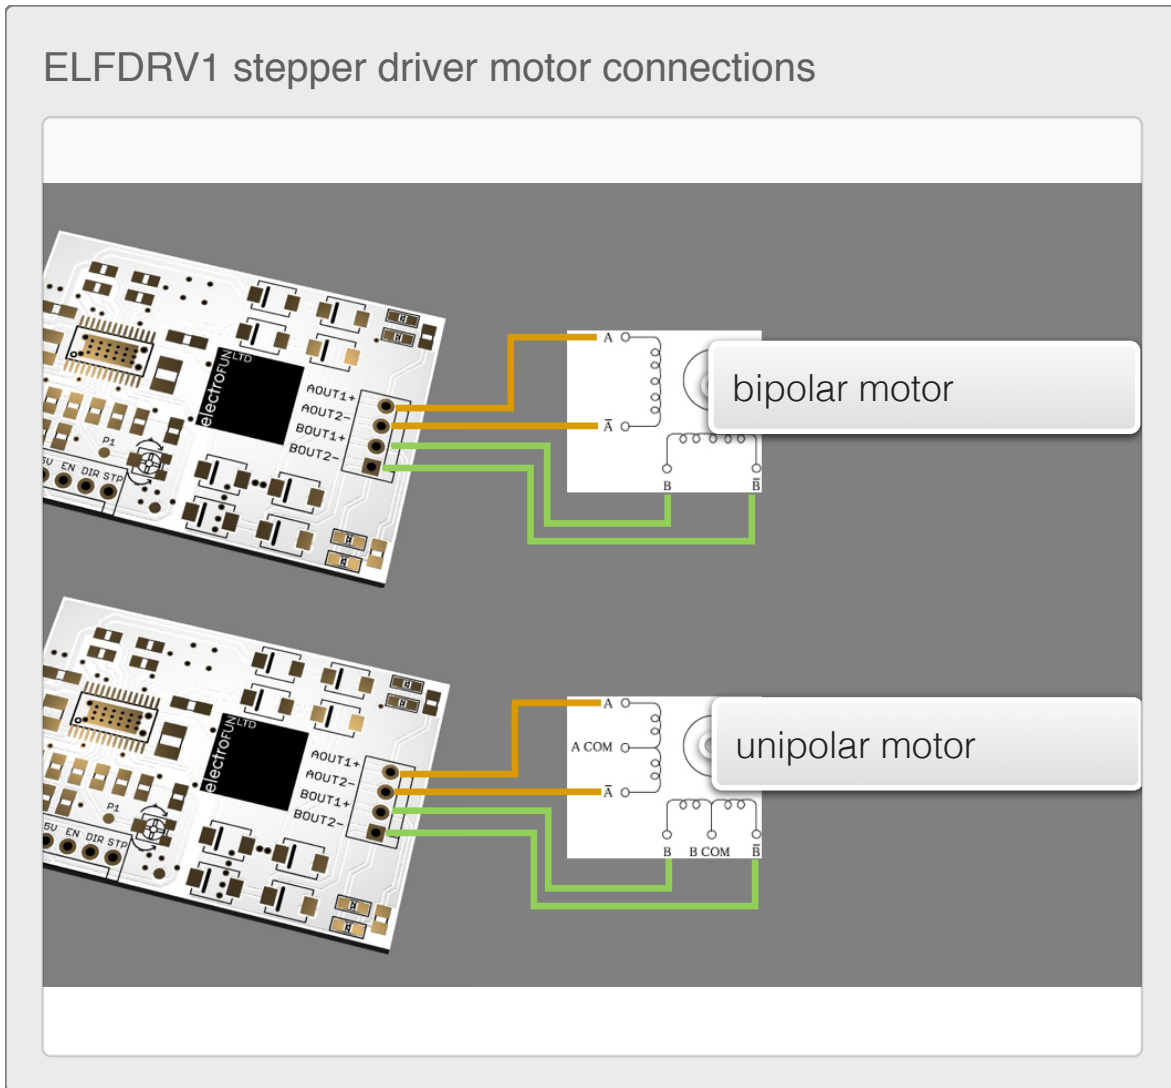 ELFDRV1 stepper driver motor connections
electroFUN LTD
AOUT1+
AOUT2-
BOUT1+
BOUT2-
P1
5V EN DIR STP
A
A̅
B
B̅
bipolar motor
electroFUN LTD
AOUT1+
AOUT2-
BOUT1+
BOUT2-
P1
5V EN DIR STP
A
A COM
A̅
B B COM B̅
unipolar motor